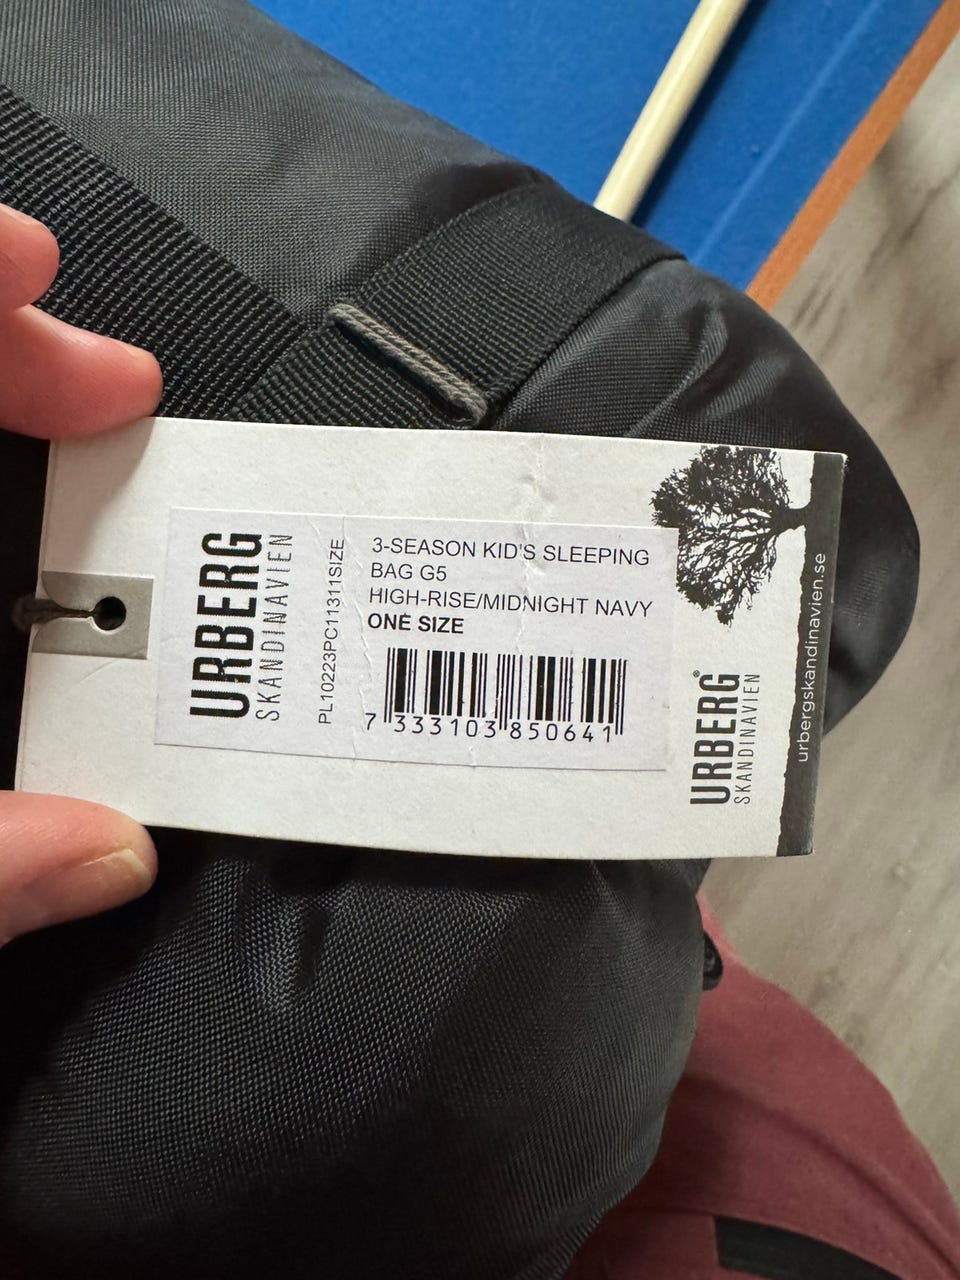 URBERG
SKANDINAVIEN
PL10223PC11311SIZE
3-SEASON KID'S SLEEPING
BAG G5
HIGH-RISE/MIDNIGHT NAVY
ONE SIZE
7 333103 850641
URBERG®
SKANDINAVIEN
urbergskandinavien.se